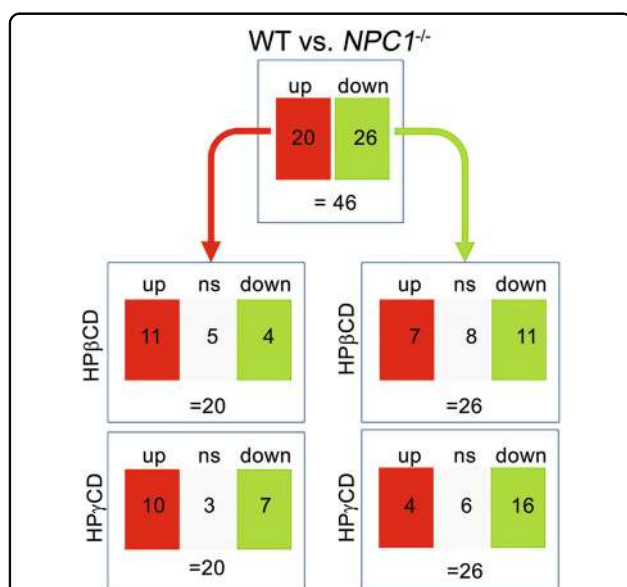 WT vs. NPC1-/-
up down
20 26
= 46
HPβCD
up ns down
11 5 4
=20
HPβCD
up ns down
7 8 11
=26
HPγCD
up ns down
10 3 7
=20
HPγCD
up ns down
4 6 16
=26